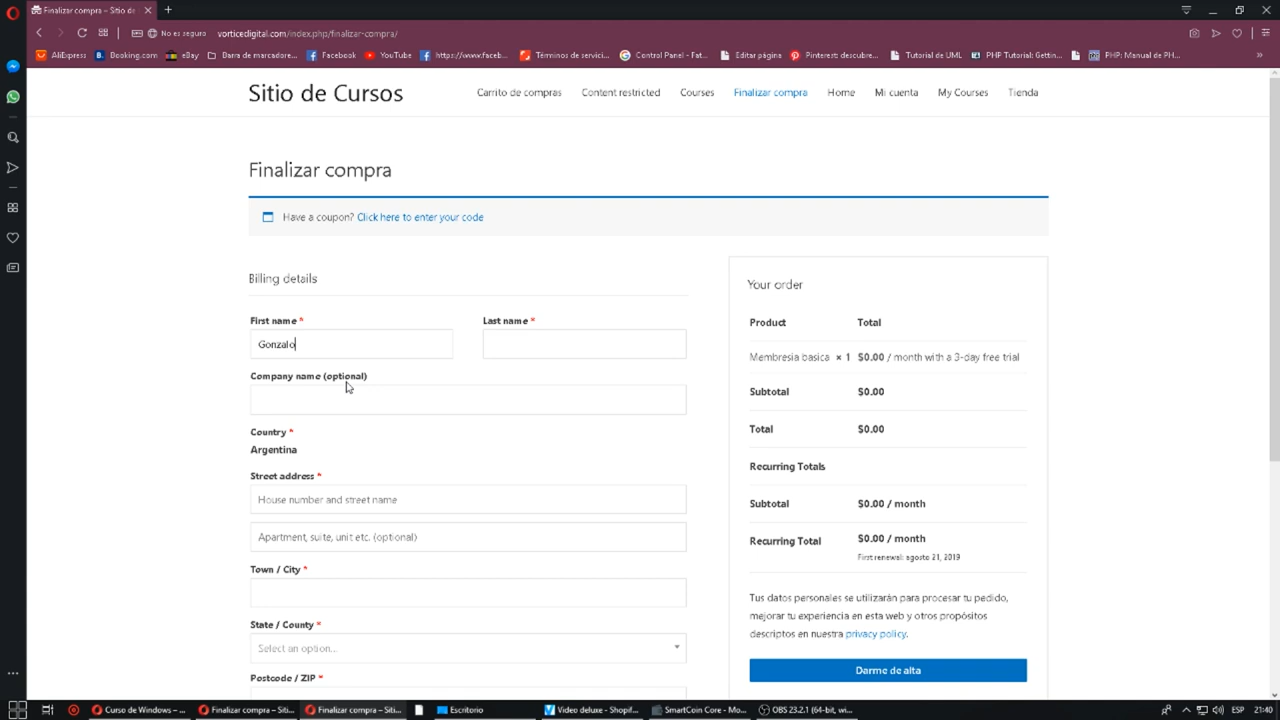 Finalizar compra – Sitio de
No es seguro vorticedigital.com/index.php/finalizar-compra/
AliExpress Booking.com eBay Barra de marcadore... Facebook YouTube https://www.faceb... Términos de servici... Control Panel - Fat... Editar página Pinterest: descubre... Tutorial de UML PHP Tutorial: Gettin... PHP: Manual de PH... »
Sitio de Cursos
Carrito de compras Content restricted Courses Finalizar compra Home Mi cuenta My Courses Tienda
Finalizar compra
Have a coupon? Click here to enter your code
Billing details
First name * Last name *
Gonzalo
Company name (optional)
Country *
Argentina
Street address *
House number and street name
Apartment, suite, unit etc. (optional)
Town / City *
State / County *
Select an option...
Postcode / ZIP *
Your order
Product Total
Membresia basica × 1 $0.00 / month with a 3-day free trial
Subtotal $0.00
Total $0.00
Recurring Totals
Subtotal $0.00 / month
Recurring Total $0.00 / month
First renewal: agosto 21, 2019
Tus datos personales se utilizarán para procesar tu pedido,
mejorar tu experiencia en esta web y otros propósitos
descriptos en nuestra privacy policy.
Darme de alta
Curso de Windows – ... Finalizar compra – Siti... Finalizar compra – Siti... Escritorio Video deluxe - Shopif... SmartCoin Core - Mo... OBS 23.2.1 (64-bit, wi... ESP 21:40